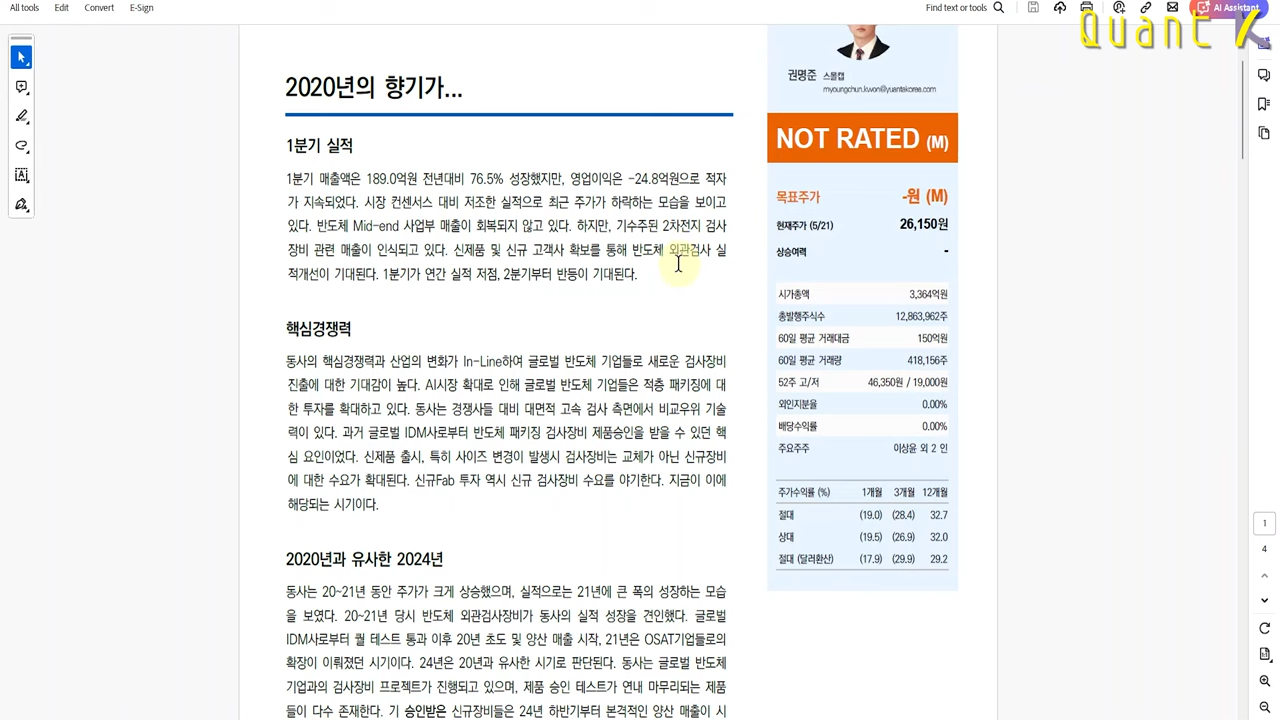 All tools Edit Convert E-Sign Find text or tools AI Assistant
Quant K
2020년의 향기가...
권명준 스몰캡
myoungchun.kwon@yuantakorea.com
NOT RATED (M)
1분기 실적
1분기 매출액은 189.0억원 전년대비 76.5% 성장했지만, 영업이익은 -24.8억원으로 적자
가 지속되었다. 시장 컨센서스 대비 저조한 실적으로 최근 주가가 하락하는 모습을 보이고
있다. 반도체 Mid-end 사업부 매출이 회복되지 않고 있다. 하지만, 기수주된 2차전지 검사
장비 관련 매출이 인식되고 있다. 신제품 및 신규 고객사 확보를 통해 반도체 외관검사 실
적개선이 기대된다. 1분기가 연간 실적 저점, 2분기부터 반등이 기대된다.
핵심경쟁력
동사의 핵심경쟁력과 산업의 변화가 In-Line하여 글로벌 반도체 기업들로 새로운 검사장비
진출에 대한 기대감이 높다. AI시장 확대로 인해 글로벌 반도체 기업들은 적층 패키징에 대
한 투자를 확대하고 있다. 동사는 경쟁사들 대비 대면적 고속 검사 측면에서 비교우위 기술
력이 있다. 과거 글로벌 IDM사로부터 반도체 패키징 검사장비 제품승인을 받을 수 있던 핵
심 요인이었다. 신제품 출시, 특히 사이즈 변경이 발생시 검사장비는 교체가 아닌 신규장비
에 대한 수요가 확대된다. 신규Fab 투자 역시 신규 검사장비 수요를 야기한다. 지금이 이에
해당되는 시기이다.
2020년과 유사한 2024년
동사는 20~21년 동안 주가가 크게 상승했으며, 실적으로는 21년에 큰 폭의 성장하는 모습
을 보였다. 20~21년 당시 반도체 외관검사장비가 동사의 실적 성장을 견인했다. 글로벌
IDM사로부터 퀄 테스트 통과 이후 20년 초도 및 양산 매출 시작, 21년은 OSAT기업들로의
확장이 이뤄졌던 시기이다. 24년은 20년과 유사한 시기로 판단된다. 동사는 글로벌 반도체
기업과의 검사장비 프로젝트가 진행되고 있으며, 제품 승인 테스트가 연내 마무리되는 제품
들이 다수 존재한다. 기 승인받은 신규장비들은 24년 하반기부터 본격적인 양산 매출이 시
목표주가 -원 (M)
현재주가 (5/21) 26,150원
상승여력 -
시가총액 3,364억원
총발행주식수 12,863,962주
60일 평균 거래대금 150억원
60일 평균 거래량 418,156주
52주 고/저 46,350원 / 19,000원
외인지분율 0.00%
배당수익률 0.00%
주요주주 이상윤 외 2 인
주가수익률 (%) 1개월 3개월 12개월
절대 (19.0) (28.4) 32.7
상대 (19.5) (26.9) 32.0
절대 (달러환산) (17.9) (29.9) 29.2
1
4